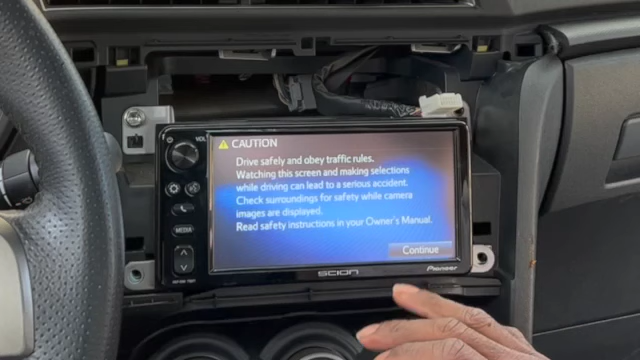 VOL
CAUTION
Drive safely and obey traffic rules.
Watching this screen and making selections
while driving can lead to a serious accident.
Check surroundings for safety while camera
images are displayed.
Read safety instructions in your Owner's Manual.
MEDIA
Continue
SCION
Pioneer